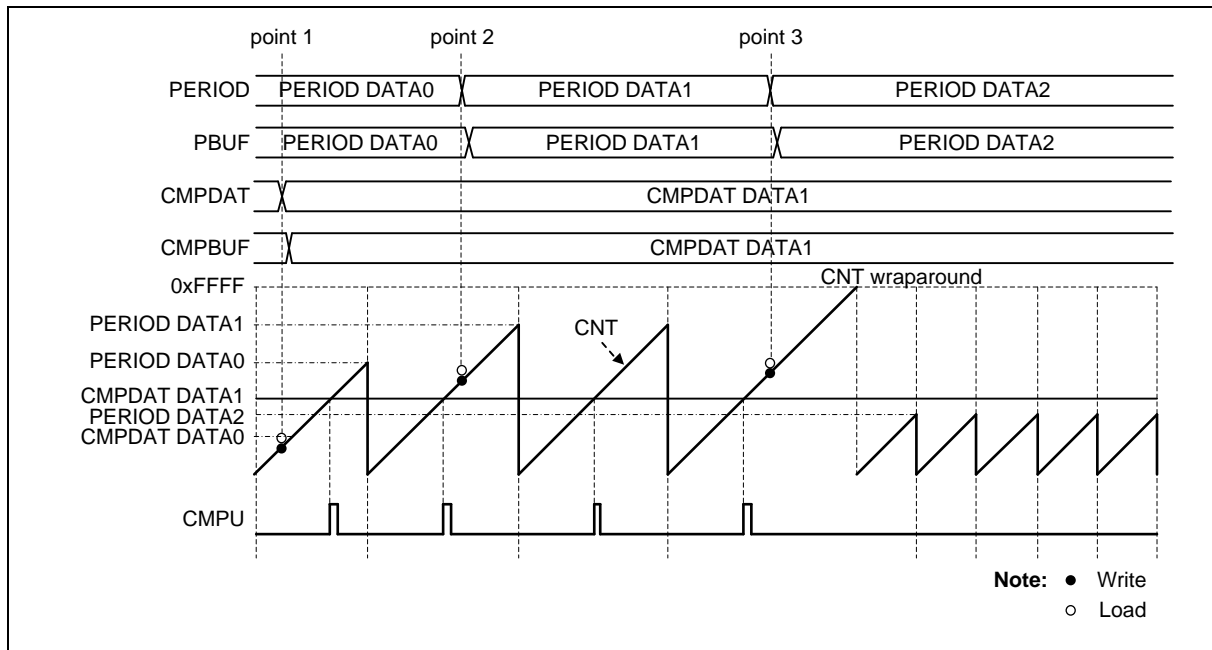 point 1 point 2 point 3
PERIOD PERIOD DATA0 PERIOD DATA1 PERIOD DATA2
PBUF PERIOD DATA0 PERIOD DATA1 PERIOD DATA2
CMPDAT CMPDAT DATA1
CMPBUF CMPDAT DATA1
0xFFFF CNT wraparound
PERIOD DATA1 CNT
PERIOD DATA0
CMPDAT DATA1
PERIOD DATA2
CMPDAT DATA0
CMPU
Note: ● Write
○ Load